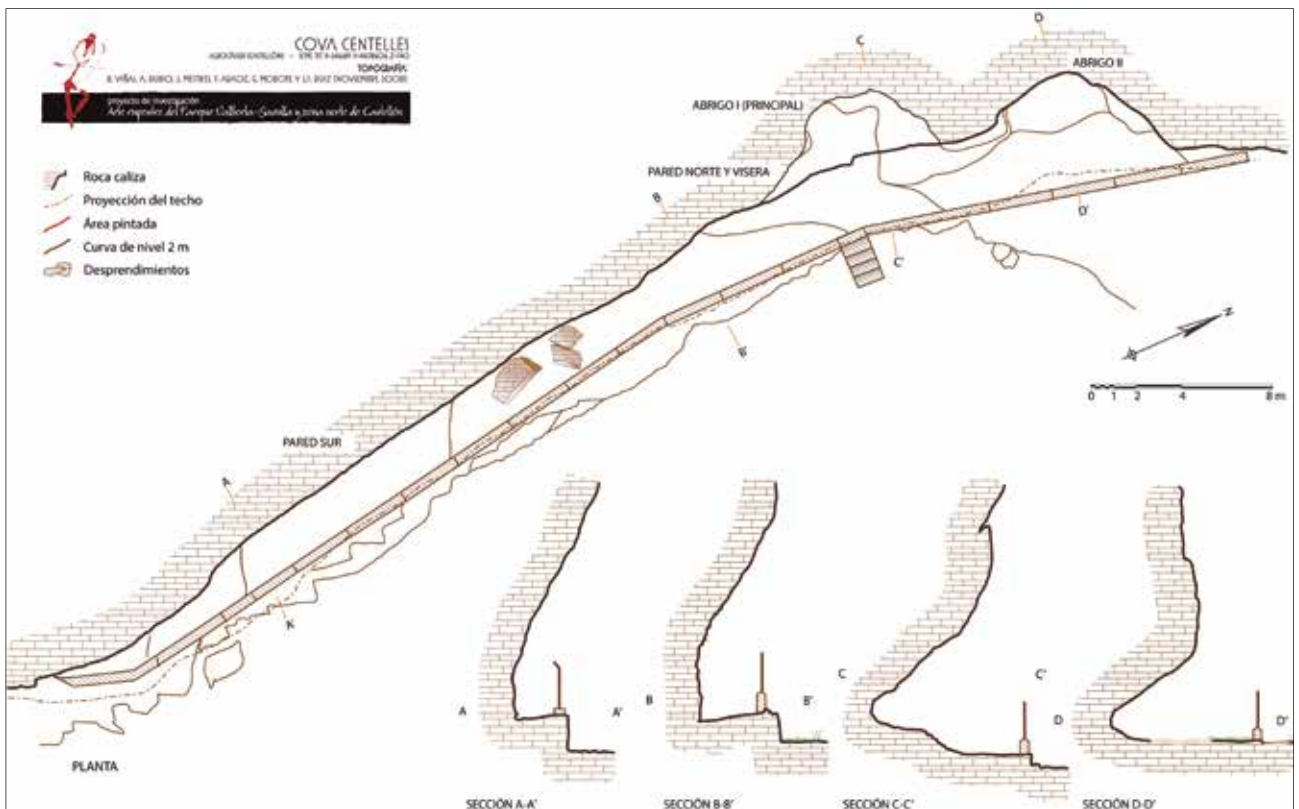 COVA CENTELLES
TOPOGRAFÍA:
proyecto de investigación
Arte rupestre del Parque Valltorta-Gasulla y zona norte de Castellón
Roca caliza
Proyección del techo
Área pintada
Curva de nivel 2 m
Desprendimientos
D
C
ABRIGO II
ABRIGO I (PRINCIPAL)
PARED NORTE Y VISERA
B
D'
C'
B'
N
0 1 2 4 8 m
PARED SUR
A
A'
C
C'
A
A'
B
B'
D
D'
PLANTA
SECCIÓN A-A'
SECCIÓN B-B'
SECCIÓN C-C'
SECCIÓN D-D'